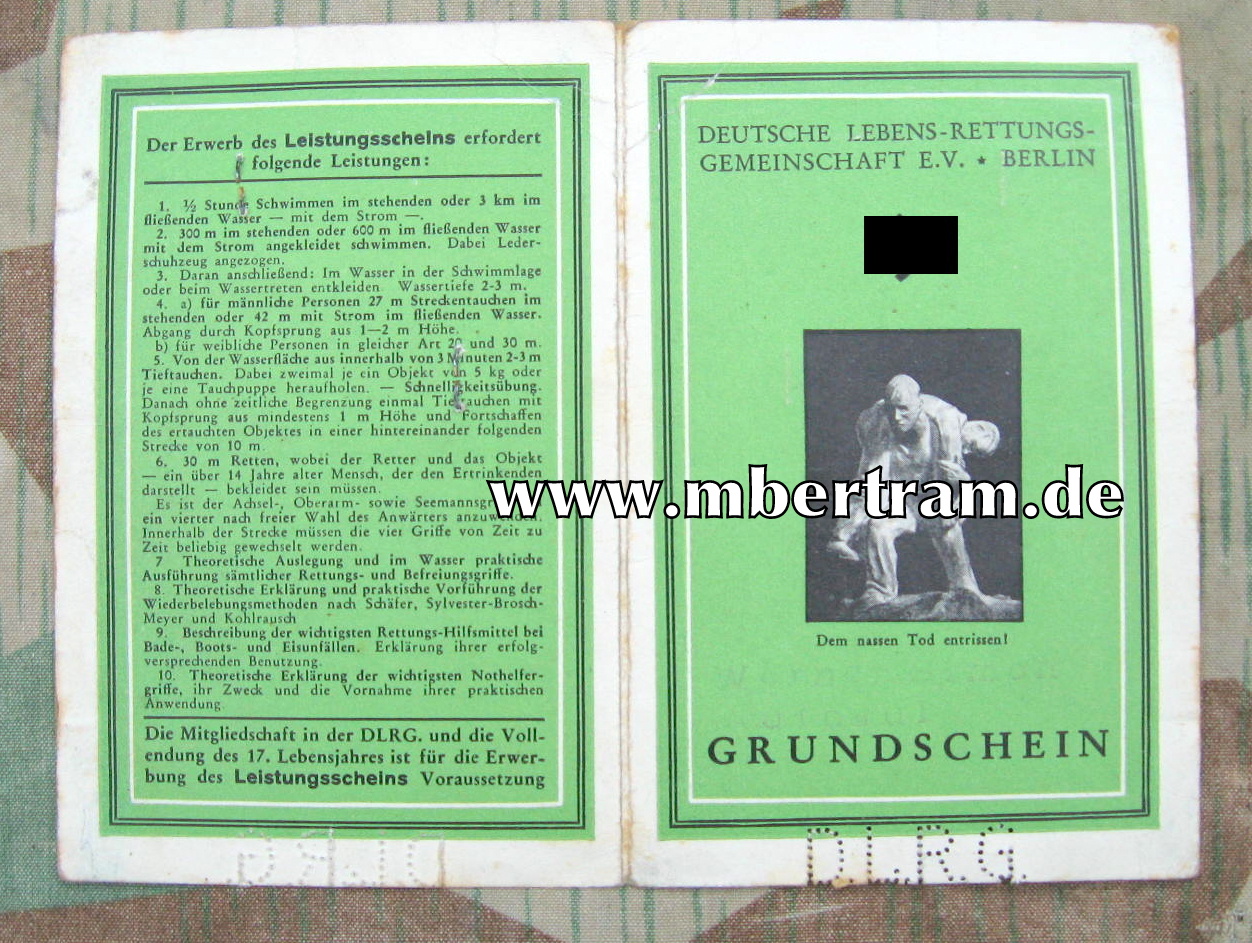 Der Erwerb des Leistungsscheins erfordert
folgende Leistungen:
1. ½ Stunde Schwimmen im stehenden oder 3 km im
fließenden Wasser — mit dem Strom —.
2. 300 m im stehenden oder 600 m im fließenden Wasser
mit dem Strom angekleidet schwimmen. Dabei Leder-
schuhzeug angezogen.
3. Daran anschließend: Im Wasser in der Schwimmlage
oder beim Wassertreten entkleiden Wassertiefe 2-3 m.
4. a) für männliche Personen 27 m Streckentauchen im
stehenden oder 42 m mit Strom im fließenden Wasser.
Abgang durch Kopfsprung aus 1—2 m Höhe.
b) für weibliche Personen in gleicher Art 20 und 30 m.
5. Von der Wasserfläche aus innerhalb von 3 Minuten 2-3 m
Tieftauchen. Dabei zweimal je ein Objekt von 5 kg oder
je eine Tauchpuppe heraufholen. — Schnelligkeitsübung.
Danach ohne zeitliche Begrenzung einmal Tieftauchen mit
Kopfsprung aus mindestens 1 m Höhe und Fortschaffen
des ertauchten Objektes in einer hintereinander folgenden
Strecke von 10 m.
6. 30 m Retten, wobei der Retter und das Objekt
— ein über 14 Jahre alter Mensch, der den Ertrinkenden
darstellt — bekleidet sein müssen.
Es ist der Achsel-, Oberarm- sowie
ein vierter nach freier Wahl des Anwärters anzuwenden.
Innerhalb der Strecke müssen die vier Griffe von Zeit zu
Zeit beliebig gewechselt werden.
7 Theoretische Auslegung und im Wasser praktische
Ausführung sämtlicher Rettungs- und Befreiungsgriffe.
8. Theoretische Erklärung und praktische Vorführung der
Wiederbelebungsmethoden nach Schäfer, Sylvester-Brosch-
Meyer und Kohlrausch
9. Beschreibung der wichtigsten Rettungs-Hilfsmittel bei
Bade-, Boots- und Eisunfällen. Erklärung ihrer erfolg-
versprechenden Benutzung.
10. Theoretische Erklärung der wichtigsten Nothelfer-
griffe, ihr Zweck und die Vornahme ihrer praktischen
Anwendung.
Die Mitgliedschaft in der DLRG. und die Voll-
endung des 17. Lebensjahres ist für die Erwer-
bung des Leistungsscheins Voraussetzung
DEUTSCHE LEBENS-RETTUNGS-
GEMEINSCHAFT E.V. ★ BERLIN
www.mbertram.de
Dem nassen Tod entrissen!
GRUNDSCHEIN
D.L.R.G.